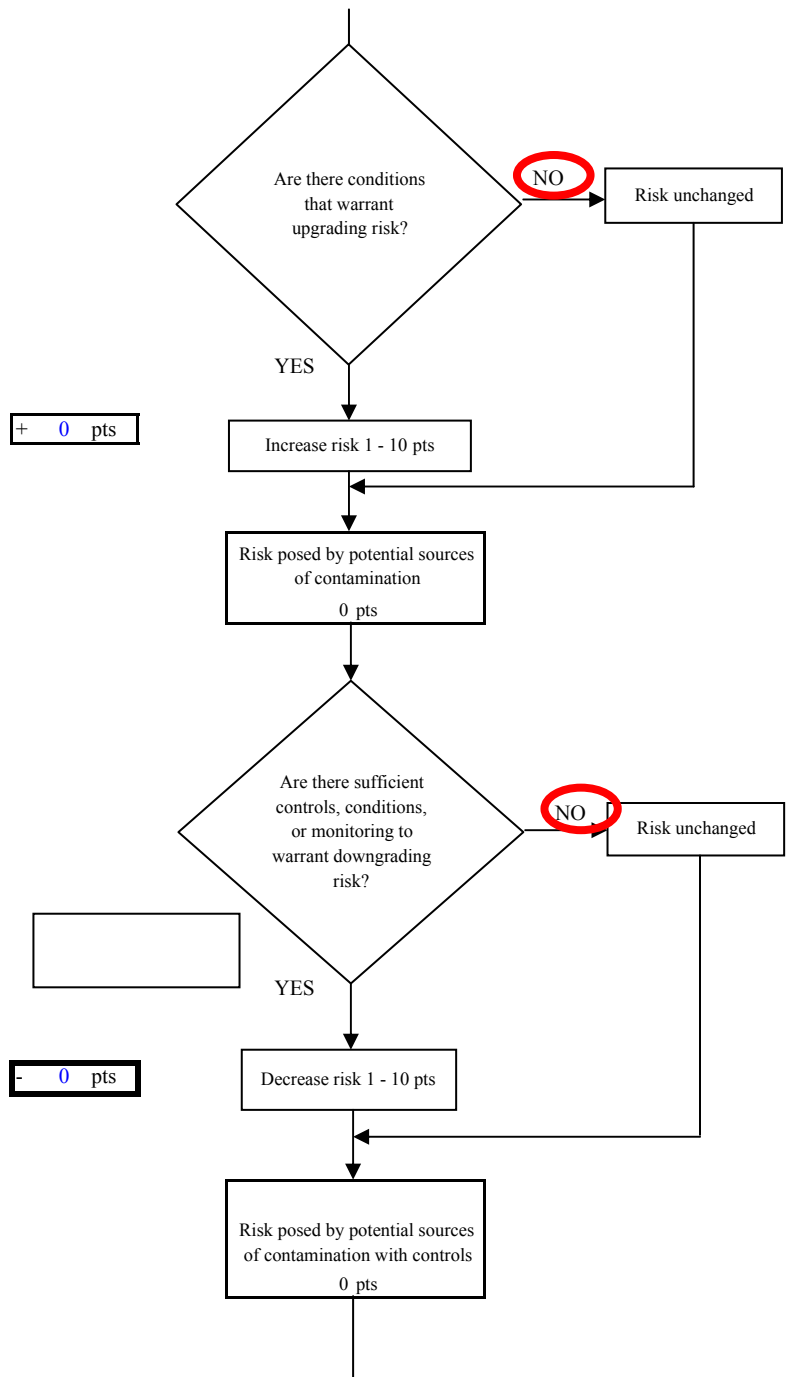 Are there conditions
that warrant
upgrading risk?
NO
Risk unchanged
YES
+ 0 pts
Increase risk 1 - 10 pts
Risk posed by potential sources
of contamination
0 pts
Are there sufficient
controls, conditions,
or monitoring to
warrant downgrading
risk?
NO
Risk unchanged
YES
- 0 pts
Decrease risk 1 - 10 pts
Risk posed by potential sources
of contamination with controls
0 pts